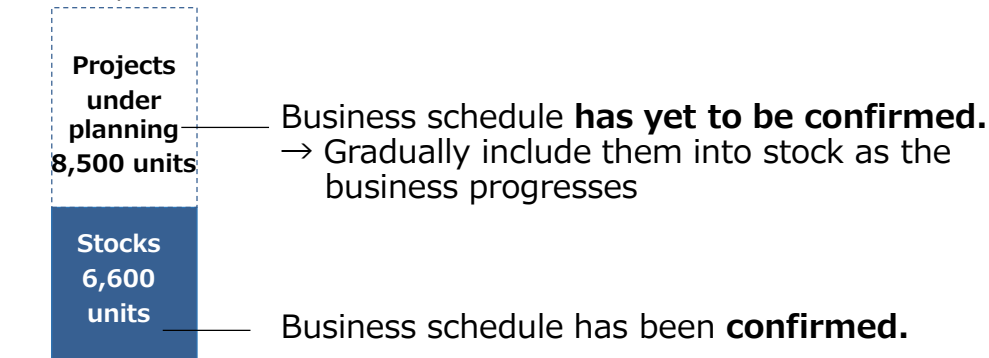 Projects
under
planning
8,500 units
Business schedule has yet to be confirmed.
→ Gradually include them into stock as the
business progresses
Stocks
6,600
units
Business schedule has been confirmed.